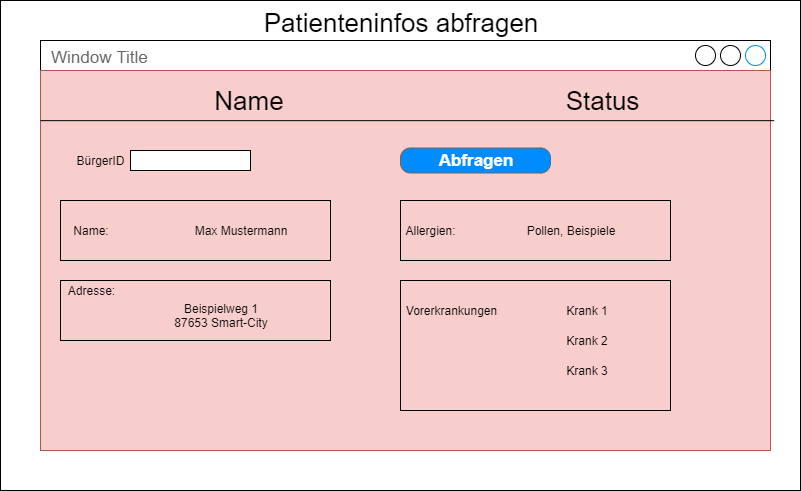 Patienteninfos abfragen
Window Title
Name
Status
BürgerID
Abfragen
Name:
Max Mustermann
Allergien:
Pollen, Beispiele
Adresse:
Beispielweg 1
87653 Smart-City
Vorerkrankungen
Krank 1
Krank 2
Krank 3